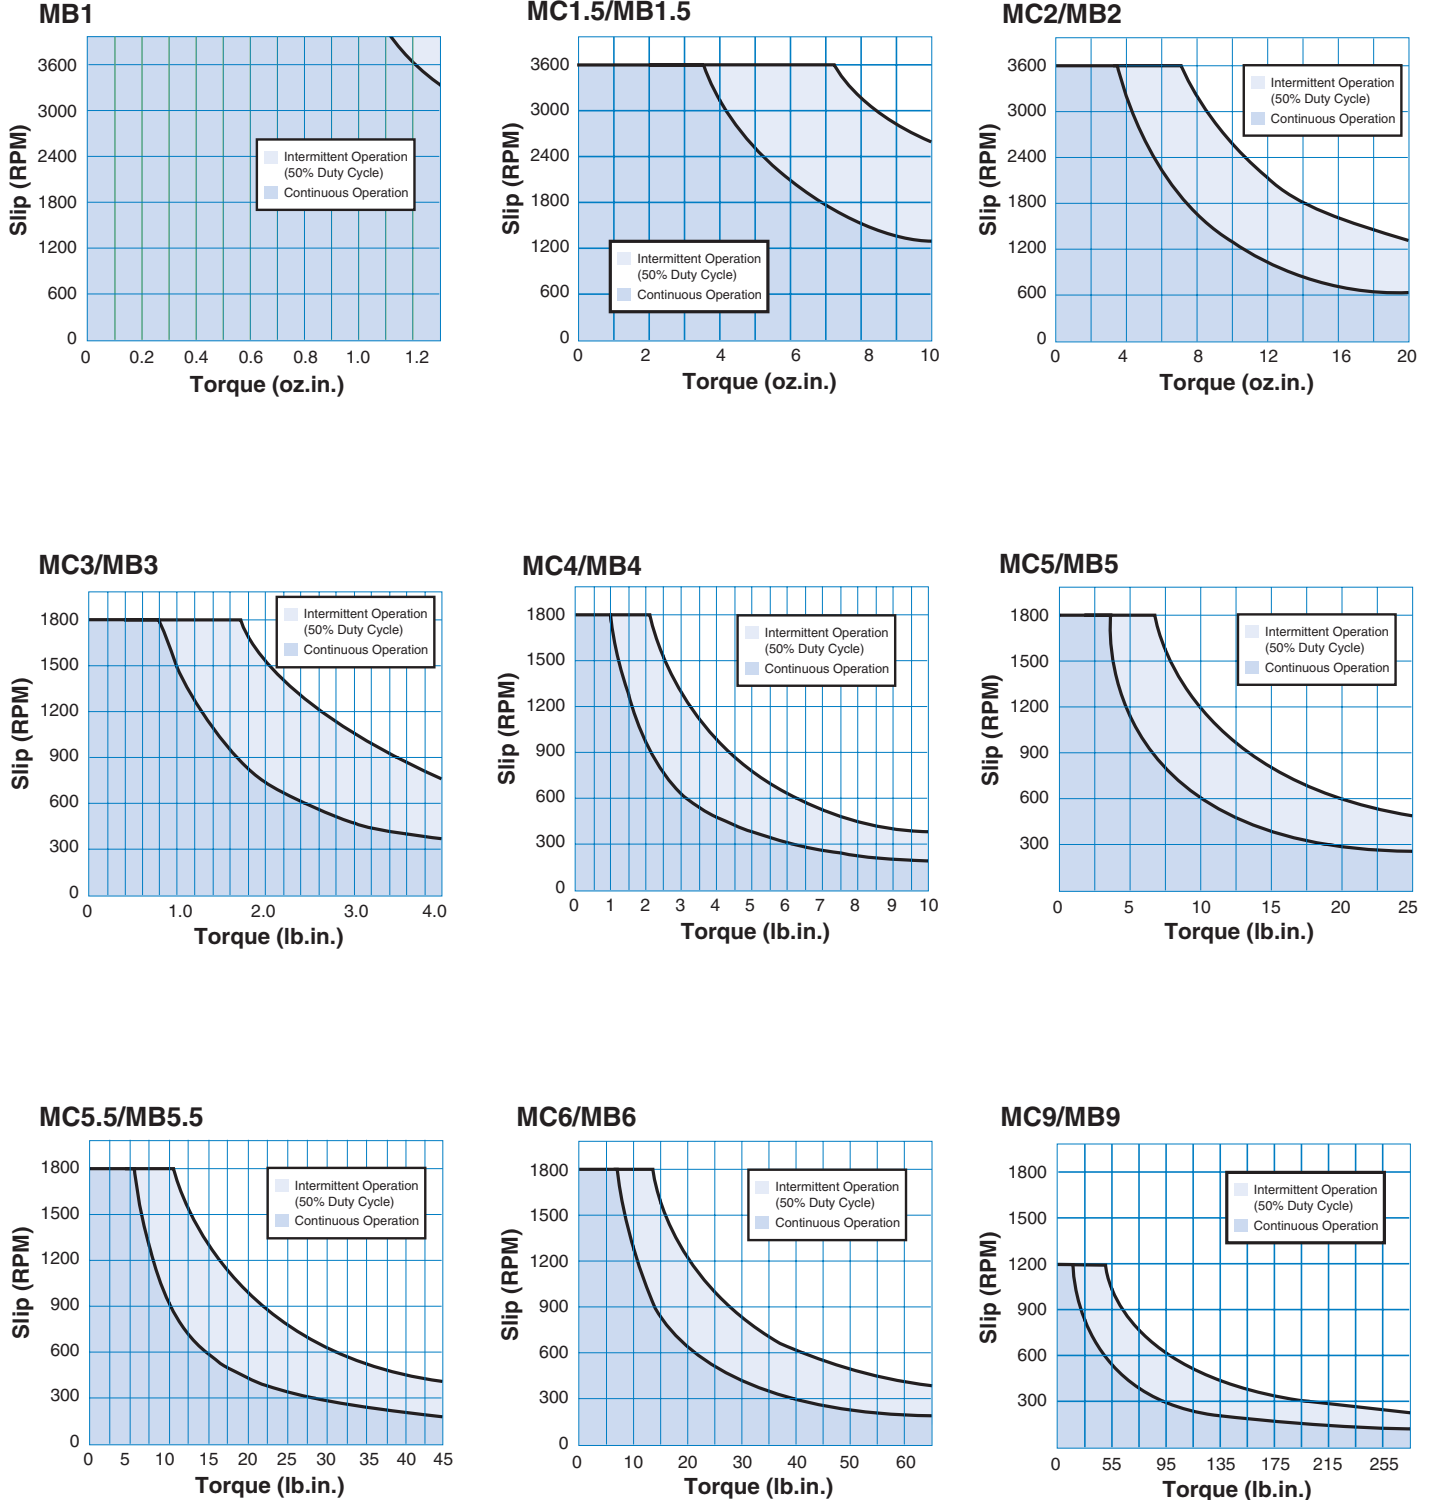 MB1
3600
3000
2400
1800
1200
600
0
Slip (RPM)
Intermittent Operation
(50% Duty Cycle)
Continuous Operation
0 0.2 0.4 0.6 0.8 1.0 1.2
Torque (oz.in.)
MC1.5/MB1.5
3600
3000
2400
1800
1200
600
0
Slip (RPM)
Intermittent Operation
(50% Duty Cycle)
Continuous Operation
0 2 4 6 8 10
Torque (oz.in.)
MC2/MB2
3600
3000
2400
1800
1200
600
0
Slip (RPM)
Intermittent Operation
(50% Duty Cycle)
Continuous Operation
0 4 8 12 16 20
Torque (oz.in.)
MC3/MB3
1800
1500
1200
900
600
300
0
Slip (RPM)
Intermittent Operation
(50% Duty Cycle)
Continuous Operation
0 1.0 2.0 3.0 4.0
Torque (lb.in.)
MC4/MB4
1800
1500
1200
900
600
300
0
Slip (RPM)
Intermittent Operation
(50% Duty Cycle)
Continuous Operation
0 1 2 3 4 5 6 7 8 9 10
Torque (lb.in.)
MC5/MB5
1800
1500
1200
900
600
300
Slip (RPM)
Intermittent Operation
(50% Duty Cycle)
Continuous Operation
0 5 10 15 20 25
Torque (lb.in.)
MC5.5/MB5.5
1800
1500
1200
900
600
300
0
Slip (RPM)
Intermittent Operation
(50% Duty Cycle)
Continuous Operation
0 5 10 15 20 25 30 35 40 45
Torque (lb.in.)
MC6/MB6
1800
1500
1200
900
600
300
0
Slip (RPM)
Intermittent Operation
(50% Duty Cycle)
Continuous Operation
0 10 20 30 40 50 60
Torque (lb.in.)
MC9/MB9
1800
1500
1200
900
600
300
Slip (RPM)
Intermittent Operation
(50% Duty Cycle)
Continuous Operation
0 55 95 135 175 215 255
Torque (lb.in.)